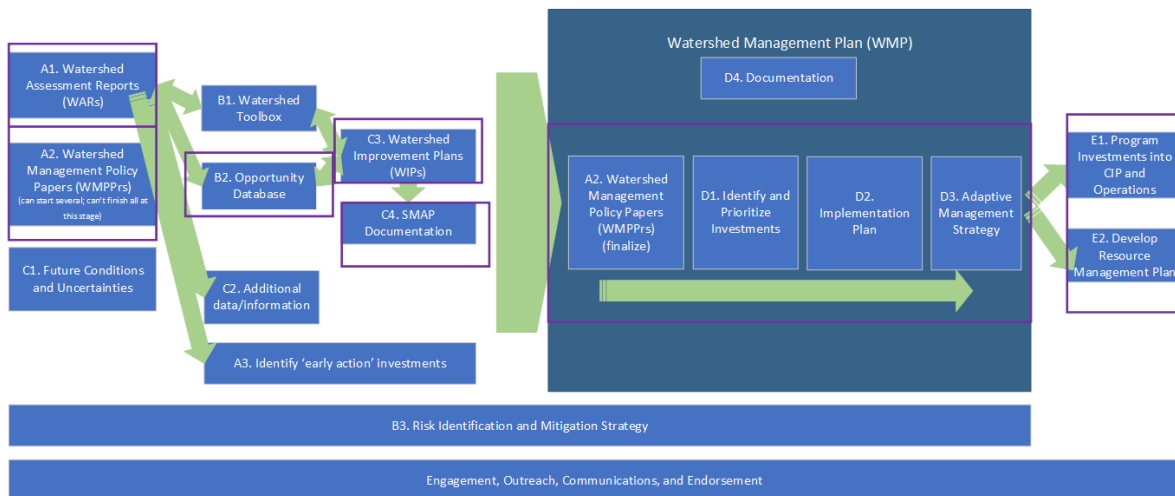 A1. Watershed
Assessment Reports
(WARs)
A2. Watershed
Management Policy
Papers (WMPPrs)
(can start several; can't finish all at
this stage)
C1. Future Conditions
and Uncertainties
B1. Watershed
Toolbox
B2. Opportunity
Database
C2. Additional
data/information
A3. Identify 'early action' investments
C3. Watershed
Improvement Plans
(WIPs)
C4. SMAP
Documentation
Watershed Management Plan (WMP)
D4. Documentation
A2. Watershed
Management
Policy Papers
(WMPPrs)
(finalize)
D1. Identify and
Prioritize
Investments
D2.
Implementation
Plan
D3. Adaptive
Management
Strategy
E1. Program
Investments into
CIP and
Operations
E2. Develop
Resource
Management Plan
B3. Risk Identification and Mitigation Strategy
Engagement, Outreach, Communications, and Endorsement